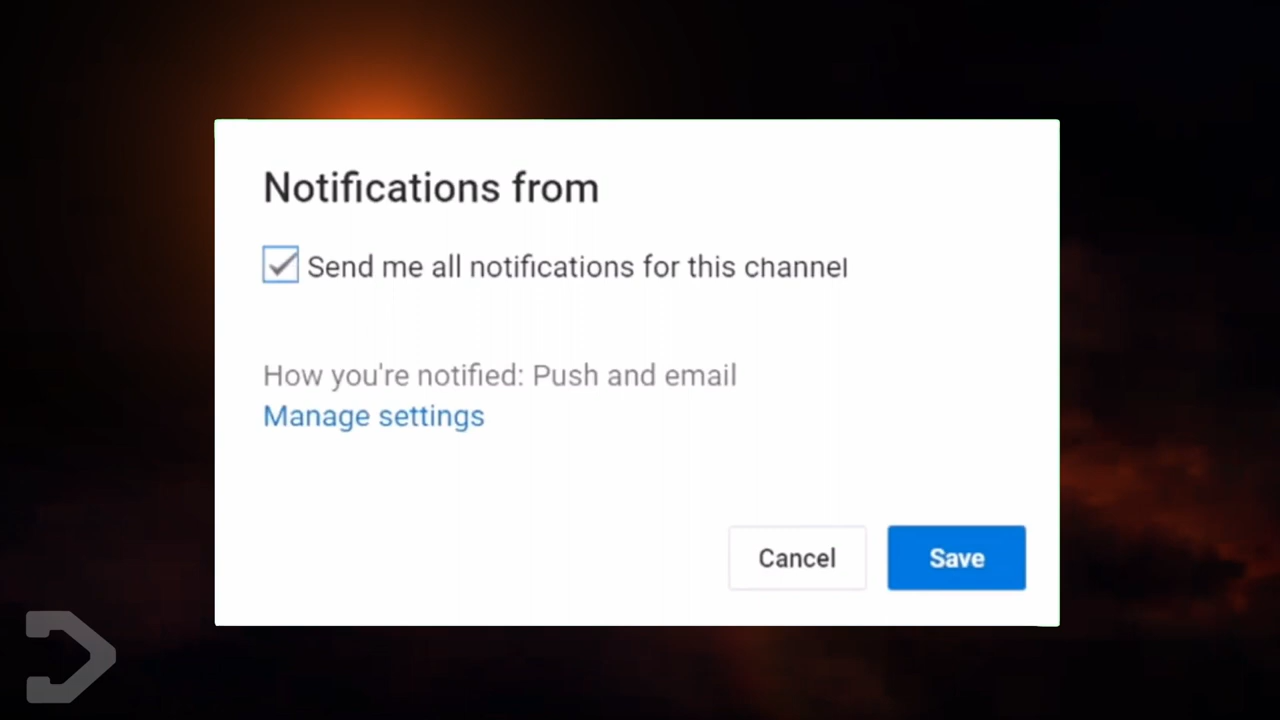 Notifications from
Send me all notifications for this channel
How you're notified: Push and email
Manage settings
Cancel
Save